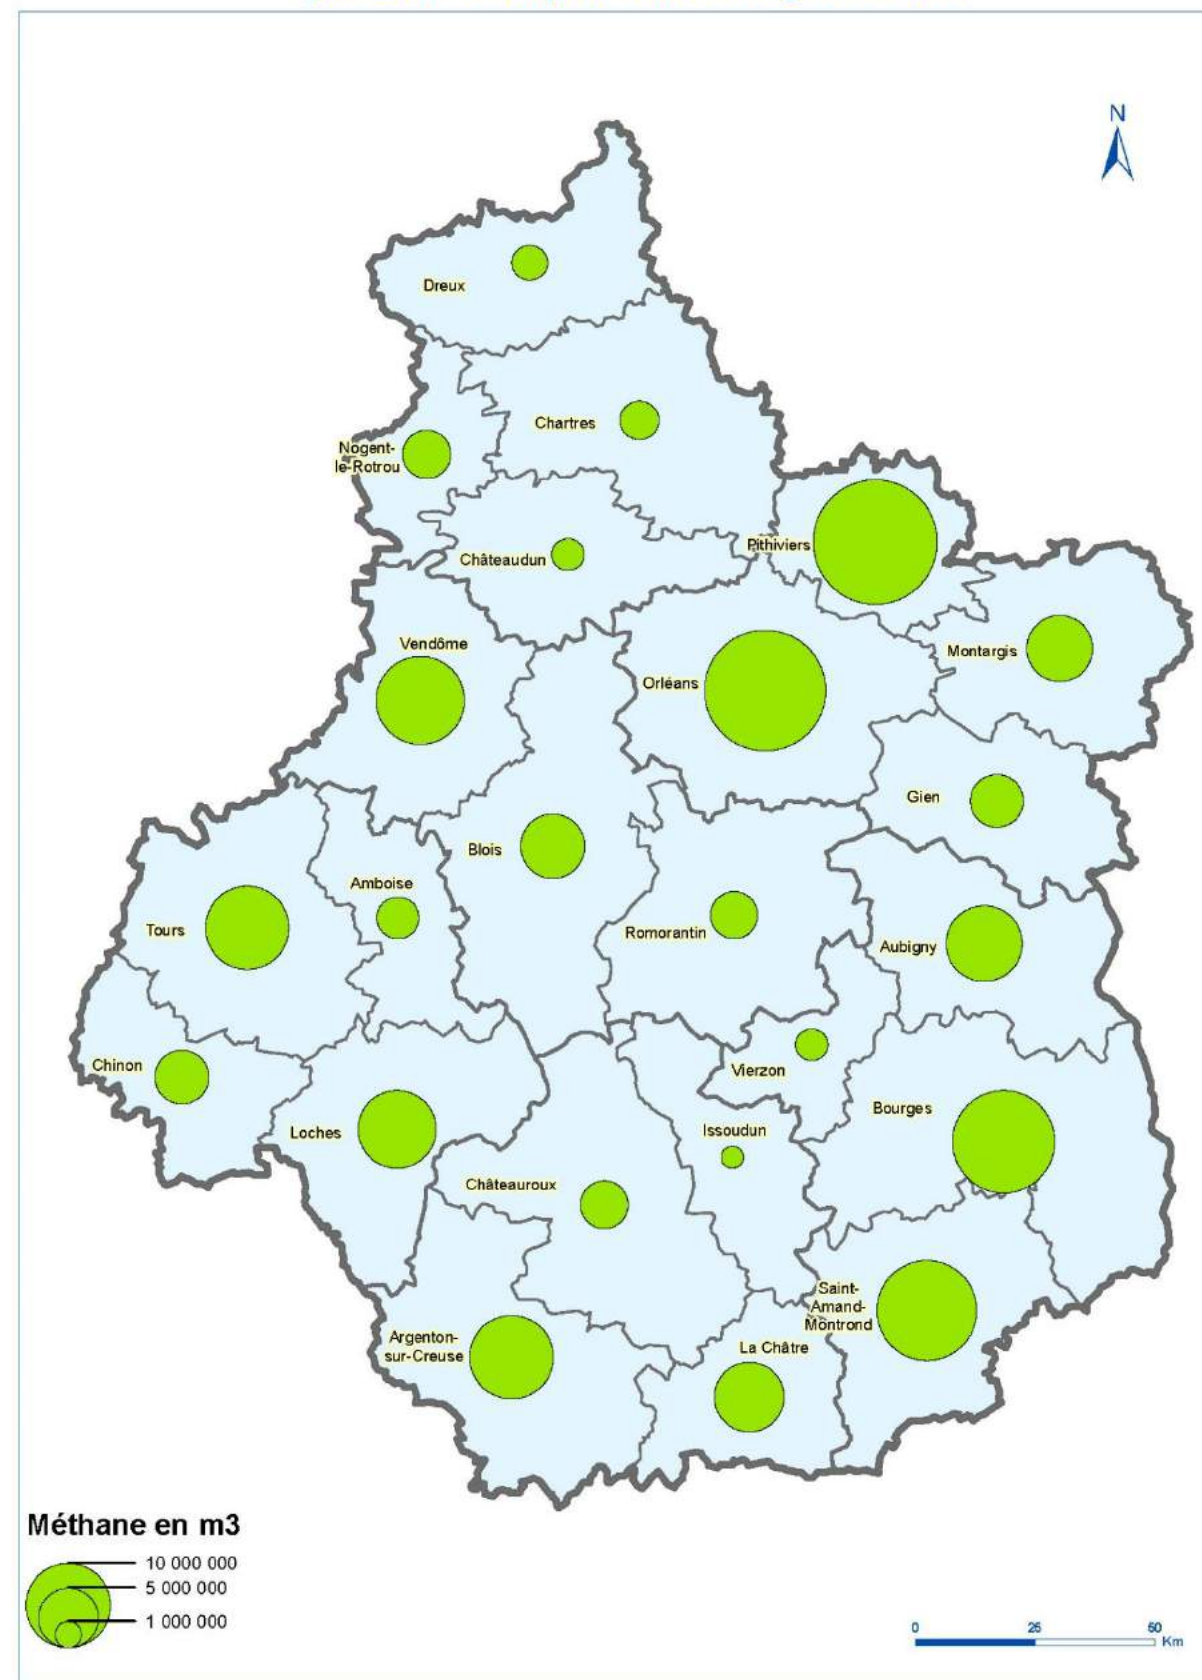 N
Dreux
Chartres
Nogent-
le-Rotrou
Châteaudun
Pithiviers
Vendôme
Montargis
Orléans
Gien
Blois
Amboise
Tours
Romorantin
Aubigny
Chinon
Vierzon
Bourges
Loches
Issoudun
Châteauroux
Saint-
Amand-
Montrond
Argenton-
sur-Creuse
La Châtre
Méthane en m3
10 000 000
5 000 000
1 000 000
0 25 50
Km